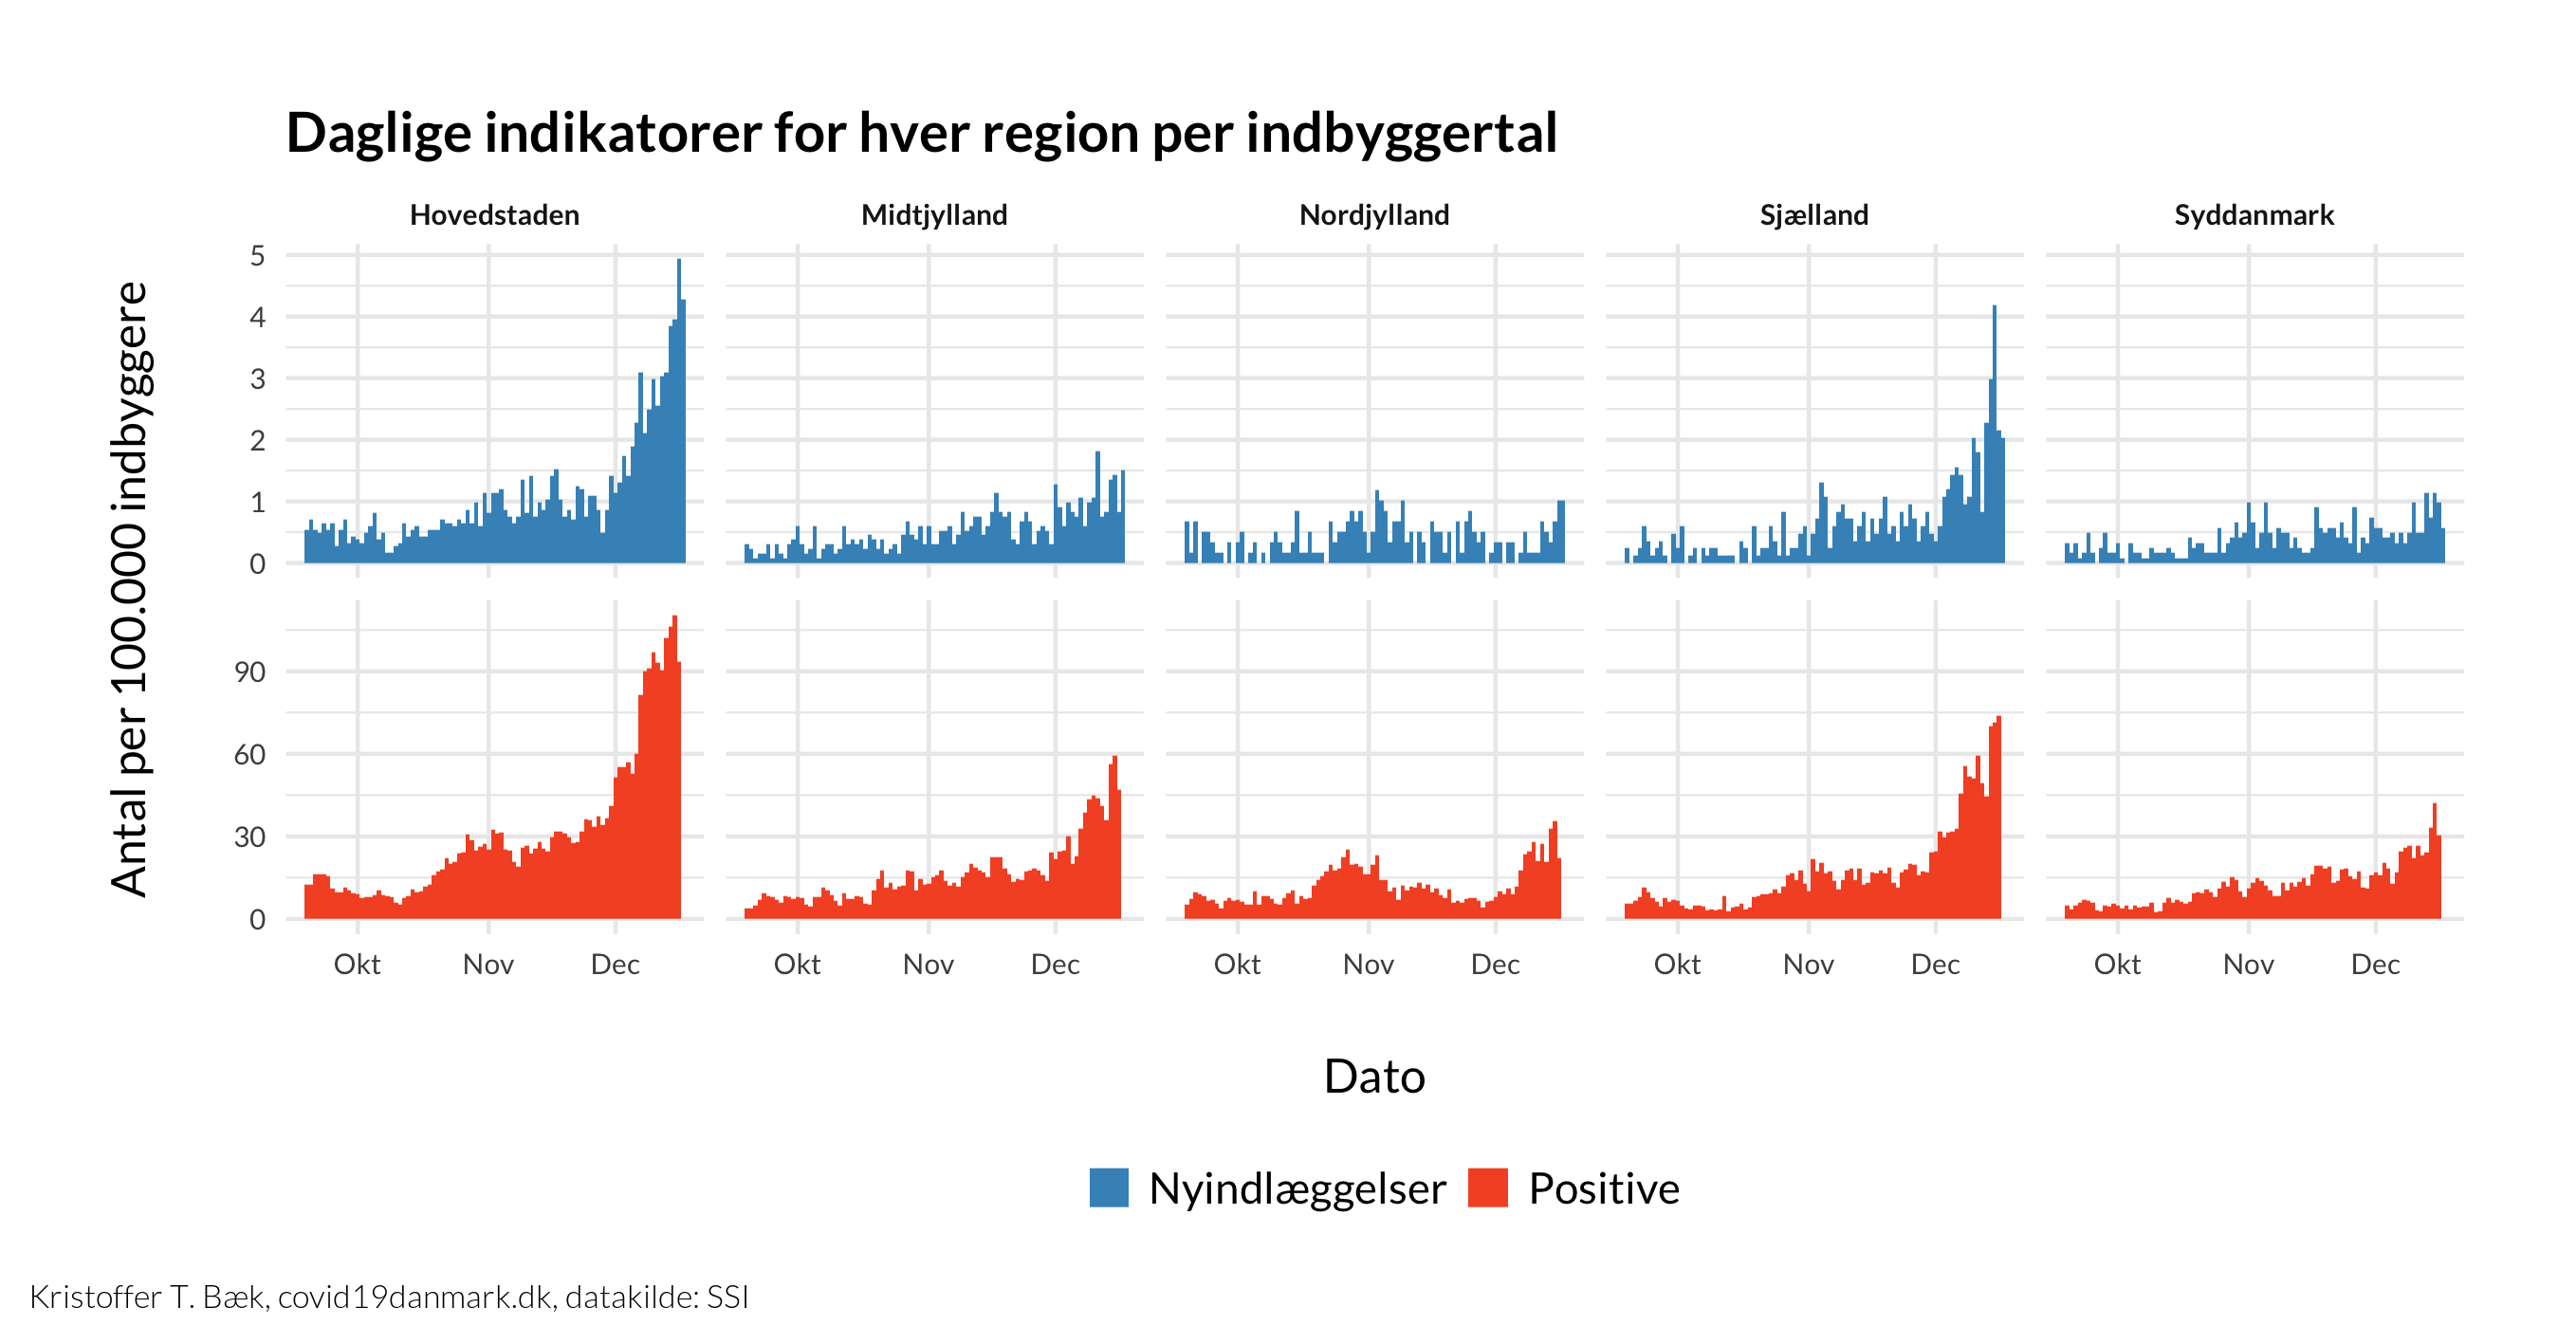 Daglige indikatorer for hver region per indbyggertal
Hovedstaden Midtjylland Nordjylland Sjælland Syddanmark
Antal per 100.000 indbyggere
5
4
3
2
1
0
90
60
30
0
Okt Nov Dec Okt Nov Dec Okt Nov Dec Okt Nov Dec Okt Nov Dec
Dato
Nyindlæggelser Positive
Kristoffer T. Bæk, covid19danmark.dk, datakilde: SSI